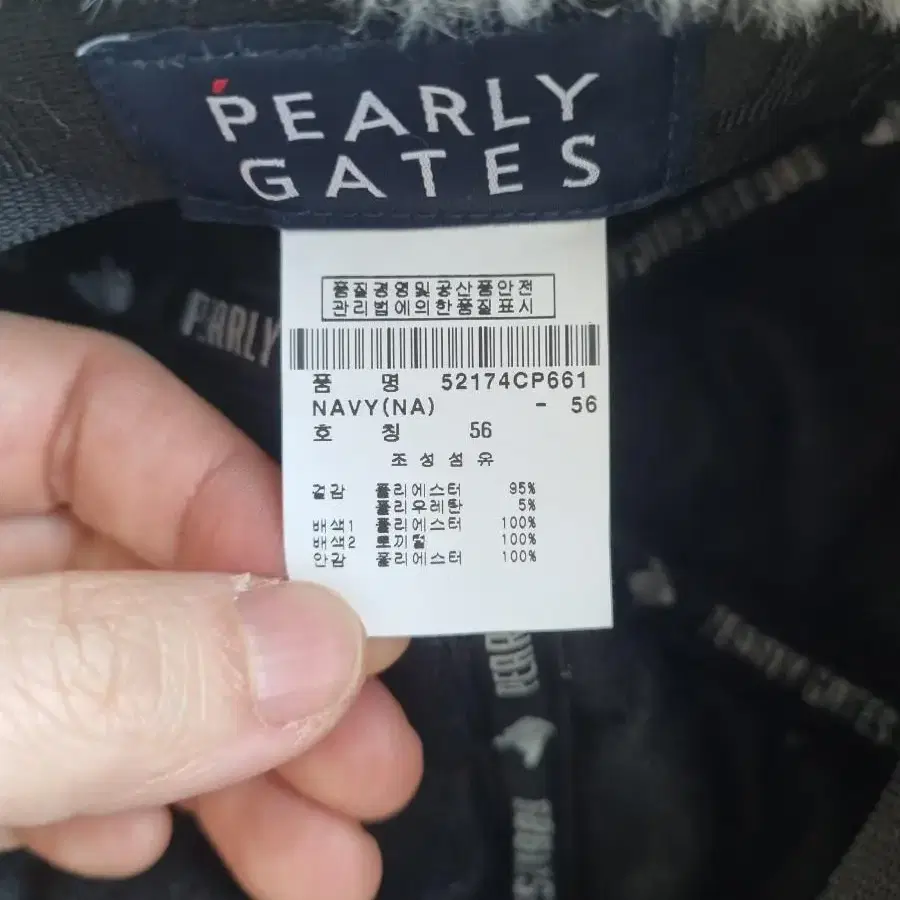 PEARLY
GATES
품질경영및공산품안전
관리법에의한품질표시
품 명 52174CP661
NAVY(NA) - 56
호 칭 56
조성섬유
겉감 폴리에스터 95%
폴리우레탄 5%
배색1 폴리에스터 100%
배색2 토끼털 100%
안감 폴리에스터 100%
PEARLY
PEARLY GATES
PEARLY